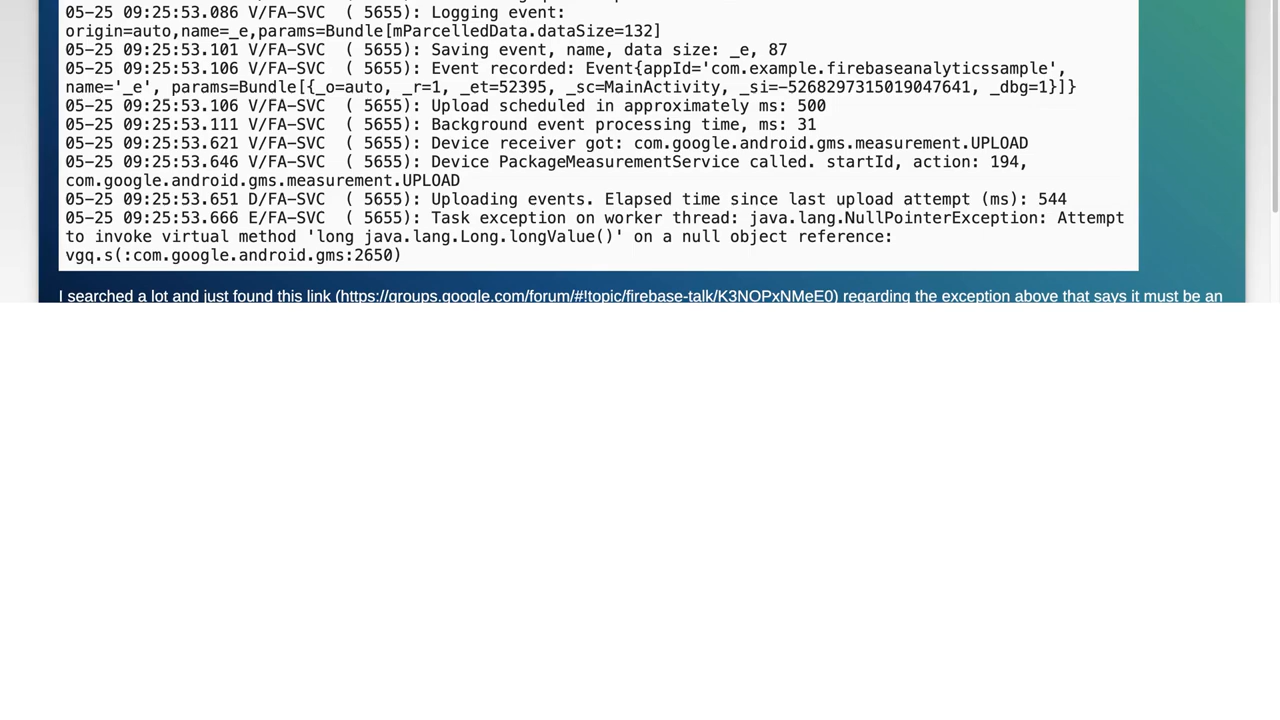 05-25 09:25:53.086 V/FA-SVC  ( 5655): Logging event:
origin=auto,name=_e,params=Bundle[mParcelledData.dataSize=132]
05-25 09:25:53.101 V/FA-SVC  ( 5655): Saving event, name, data size: _e, 87
05-25 09:25:53.106 V/FA-SVC  ( 5655): Event recorded: Event{appId='com.example.firebaseanalyticssample',
name='_e', params=Bundle[{_o=auto, _r=1, _et=52395, _sc=MainActivity, _si=-5268297315019047641, _dbg=1}]}
05-25 09:25:53.106 V/FA-SVC  ( 5655): Upload scheduled in approximately ms: 500
05-25 09:25:53.111 V/FA-SVC  ( 5655): Background event processing time, ms: 31
05-25 09:25:53.621 V/FA-SVC  ( 5655): Device receiver got: com.google.android.gms.measurement.UPLOAD
05-25 09:25:53.646 V/FA-SVC  ( 5655): Device PackageMeasurementService called. startId, action: 194,
com.google.android.gms.measurement.UPLOAD
05-25 09:25:53.651 D/FA-SVC  ( 5655): Uploading events. Elapsed time since last upload attempt (ms): 544
05-25 09:25:53.666 E/FA-SVC  ( 5655): Task exception on worker thread: java.lang.NullPointerException: Attempt
to invoke virtual method 'long java.lang.Long.longValue()' on a null object reference:
vgq.s(:com.google.android.gms:2650)
I searched a lot and just found this link (https://groups.google.com/forum/#!topic/firebase-talk/K3NOPxNMeE0) regarding the exception above that says it must be an